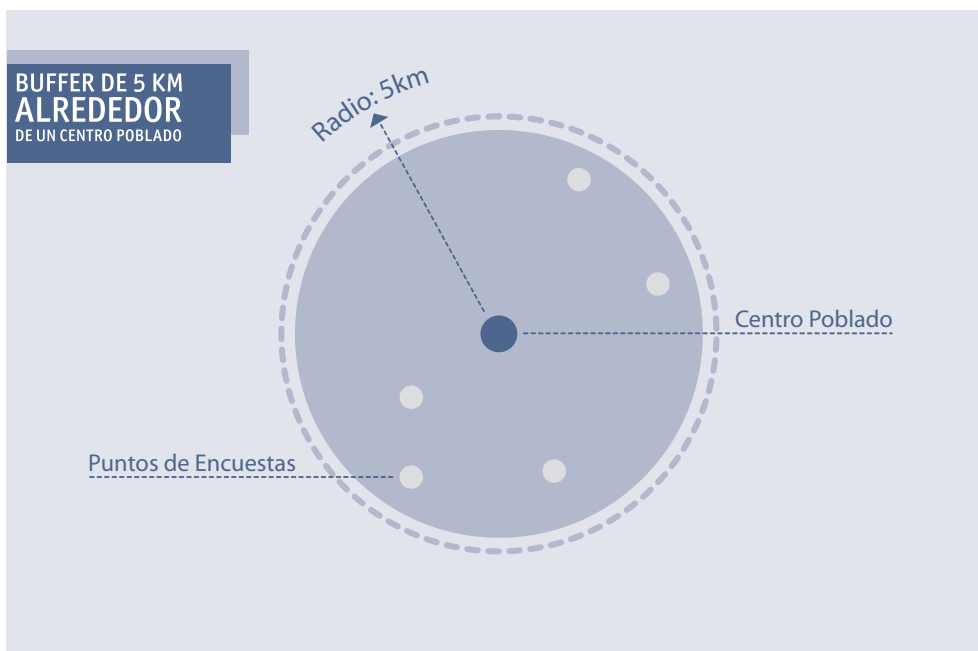 BUFFER DE 5 KM
ALREDEDOR
DE UN CENTRO POBLADO
Radio: 5km
Centro Poblado
Puntos de Encuestas